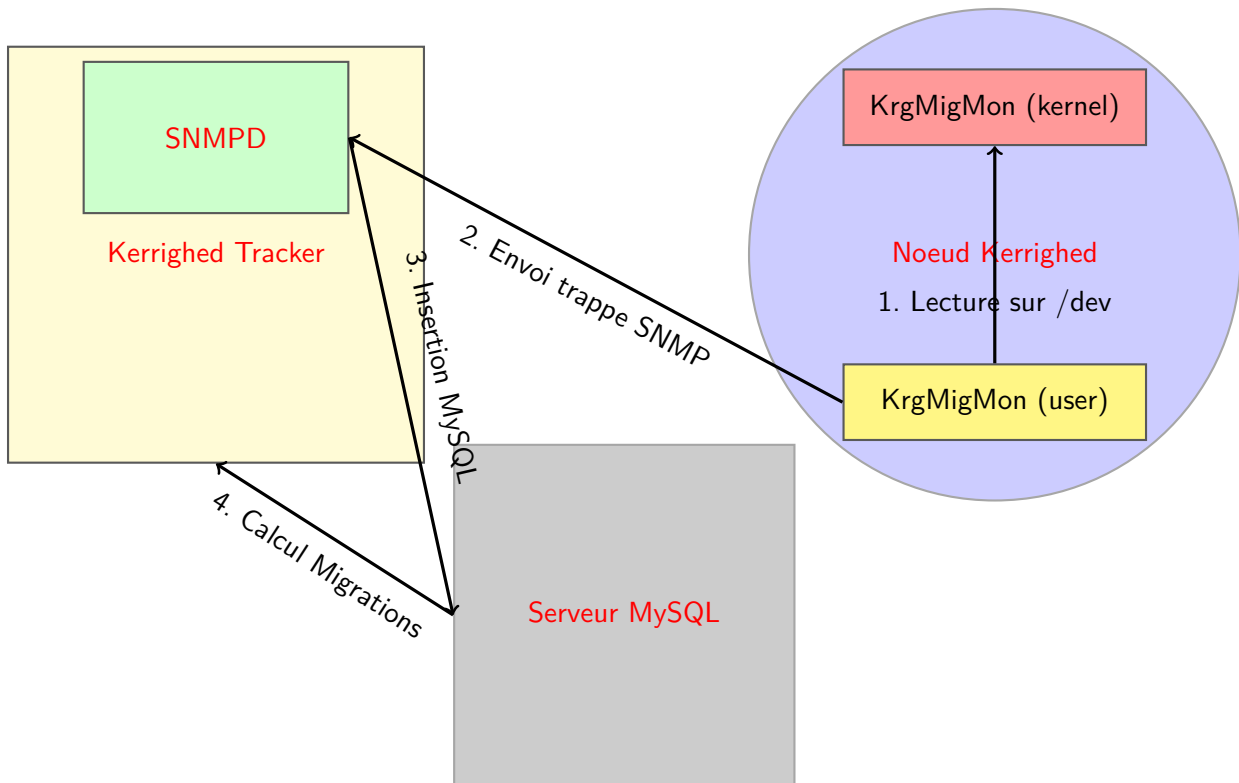 SNMPD
Kerrighed Tracker
KrgMigMon (kernel)
Noeud Kerrighed
1. Lecture sur /dev
KrgMigMon (user)
2. Envoi trappe SNMP
3. Insertion MySQL
4. Calcul Migrations
Serveur MySQL